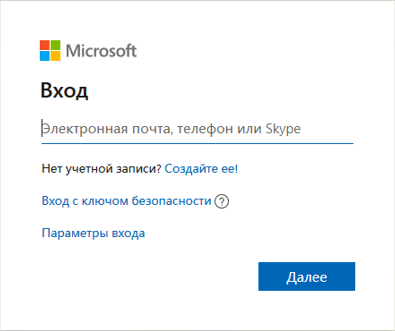 Microsoft
Вход
Электронная почта, телефон или Skype
Нет учетной записи? Создайте ее!
Вход с ключом безопасности ?
Параметры входа
Далее